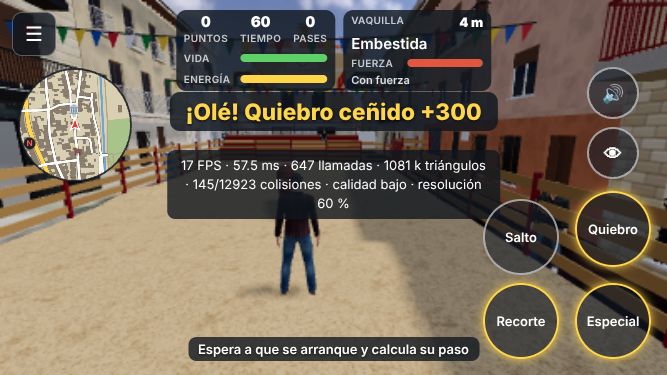 ☰
0 60 0
PUNTOS TIEMPO PASES
VIDA
ENERGÍA
VAQUILLA 4 m
Embestida
FUERZA
Con fuerza
N
¡Olé! Quiebro ceñido +300
17 FPS · 57.5 ms · 647 llamadas · 1081 k triángulos
· 145/12923 colisiones · calidad bajo · resolución
60 %
Salto
Quiebro
Recorte
Especial
Espera a que se arranque y calcula su paso